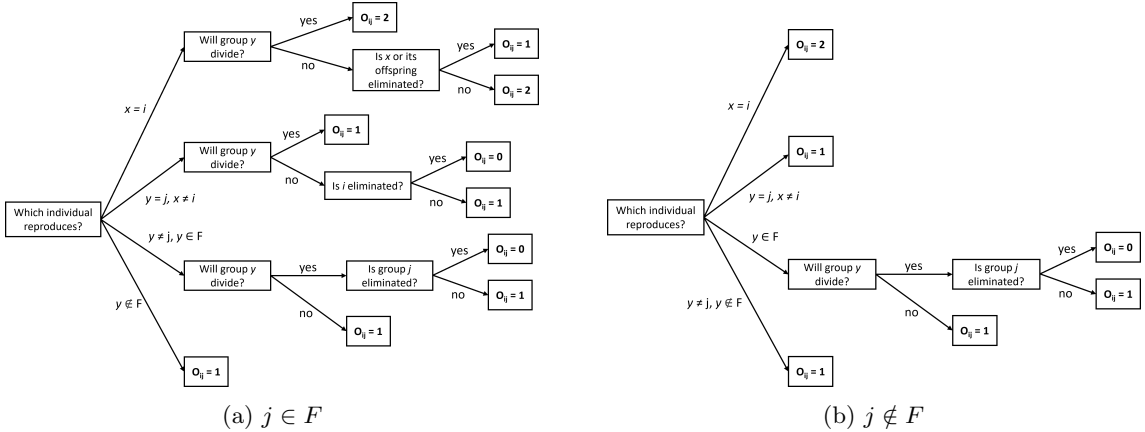 Which individual
reproduces?
x = i
Will group y
divide?
yes
O_ij = 2
no
Is x or its
offspring
eliminated?
yes
O_ij = 1
no
O_ij = 2
y = j, x ≠ i
Will group y
divide?
yes
O_ij = 1
no
Is i eliminated?
yes
O_ij = 0
no
O_ij = 1
y ≠ j, y ∈ F
Will group y
divide?
yes
Is group j
eliminated?
yes
O_ij = 0
no
O_ij = 1
no
O_ij = 1
y ∉ F
O_ij = 1
(a) j ∈ F
Which individual
reproduces?
x = i
O_ij = 2
y = j, x ≠ i
O_ij = 1
y ∈ F
Will group y
divide?
yes
Is group j
eliminated?
yes
O_ij = 0
no
O_ij = 1
no
O_ij = 1
y ≠ j, y ∉ F
O_ij = 1
(b) j ∉ F